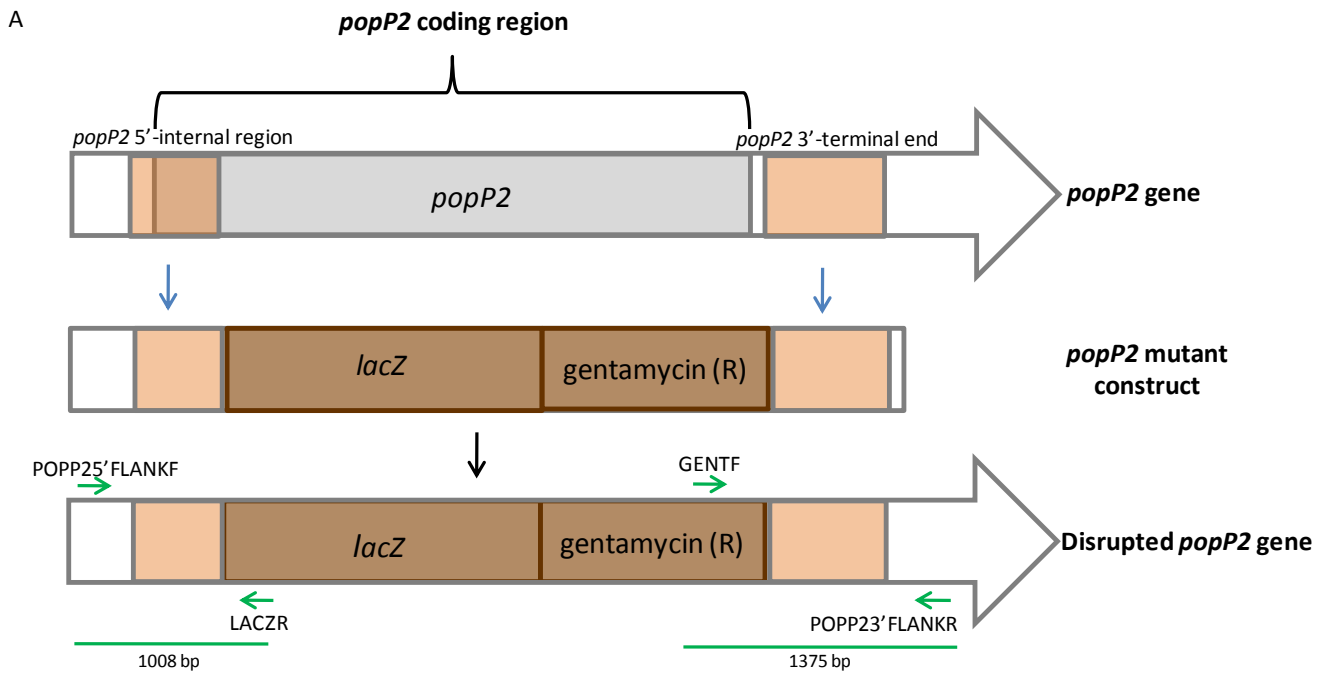 A
popP2 coding region
popP2 5'-internal region
popP2 3'-terminal end
popP2
popP2 gene
lacZ
gentamycin (R)
popP2 mutant
construct
POPP25'FLANKF
GENTF
lacZ
gentamycin (R)
Disrupted popP2 gene
LACZR
POPP23'FLANKR
1008 bp
1375 bp